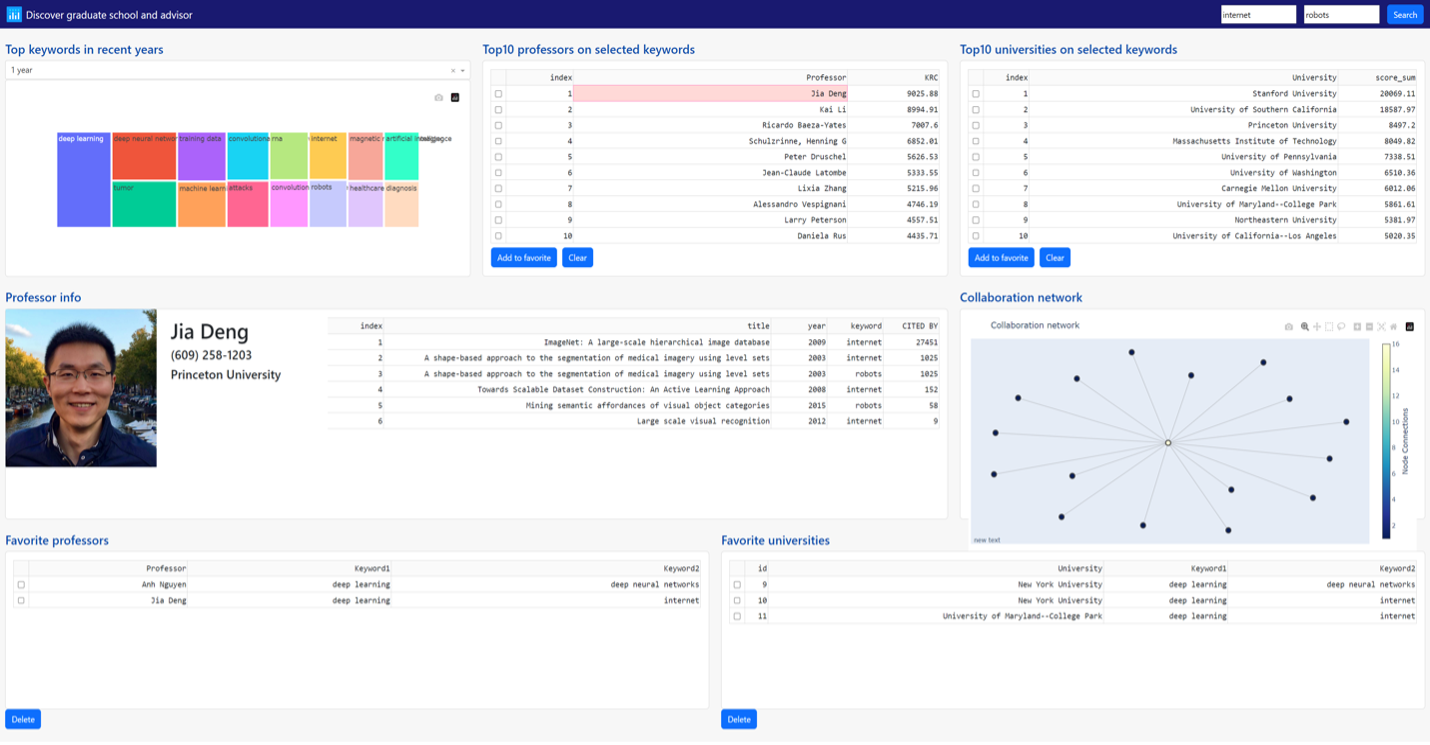 Discover graduate school and advisor
internet robots Search
Top keywords in recent years
1 year
deep learning deep neural networ training data convolutiona rna internet magnetic r artificial intelligence
tumor machine learn attacks convolution robots healthcare diagnosis
Top10 professors on selected keywords
index Professor KRC
1 Jia Deng 9025.88
2 Kai Li 8994.91
3 Ricardo Baeza-Yates 7007.6
4 Schulzrinne, Henning G 6852.01
5 Peter Druschel 5626.53
6 Jean-Claude Latombe 5333.55
7 Lixia Zhang 5215.96
8 Alessandro Vespignani 4746.19
9 Larry Peterson 4557.51
10 Daniela Rus 4435.71
Add to favorite Clear
Top10 universities on selected keywords
index University score_sum
1 Stanford University 20069.11
2 University of Southern California 18587.97
3 Princeton University 8497.2
4 Massachusetts Institute of Technology 8049.82
5 University of Pennsylvania 7338.51
6 University of Washington 6510.36
7 Carnegie Mellon University 6012.06
8 University of Maryland--College Park 5861.61
9 Northeastern University 5381.97
10 University of California--Los Angeles 5020.35
Add to favorite Clear
Professor info
Jia Deng
(609) 258-1203
Princeton University
index title year keyword CITED BY
1 ImageNet: A large-scale hierarchical image database 2009 internet 27451
2 A shape-based approach to the segmentation of medical imagery using level sets 2003 internet 1025
3 A shape-based approach to the segmentation of medical imagery using level sets 2003 robots 1025
4 Towards Scalable Dataset Construction: An Active Learning Approach 2008 internet 152
5 Mining semantic affordances of visual object categories 2015 robots 58
6 Large scale visual recognition 2012 internet 9
Collaboration network
Collaboration network
16
14
12
10
8
6
4
2
Node Connections
new text
Favorite professors
Professor Keyword1 Keyword2
Anh Nguyen deep learning deep neural networks
Jia Deng deep learning internet
Delete
Favorite universities
id University Keyword1 Keyword2
9 New York University deep learning deep neural networks
10 New York University deep learning internet
11 University of Maryland--College Park deep learning internet
Delete